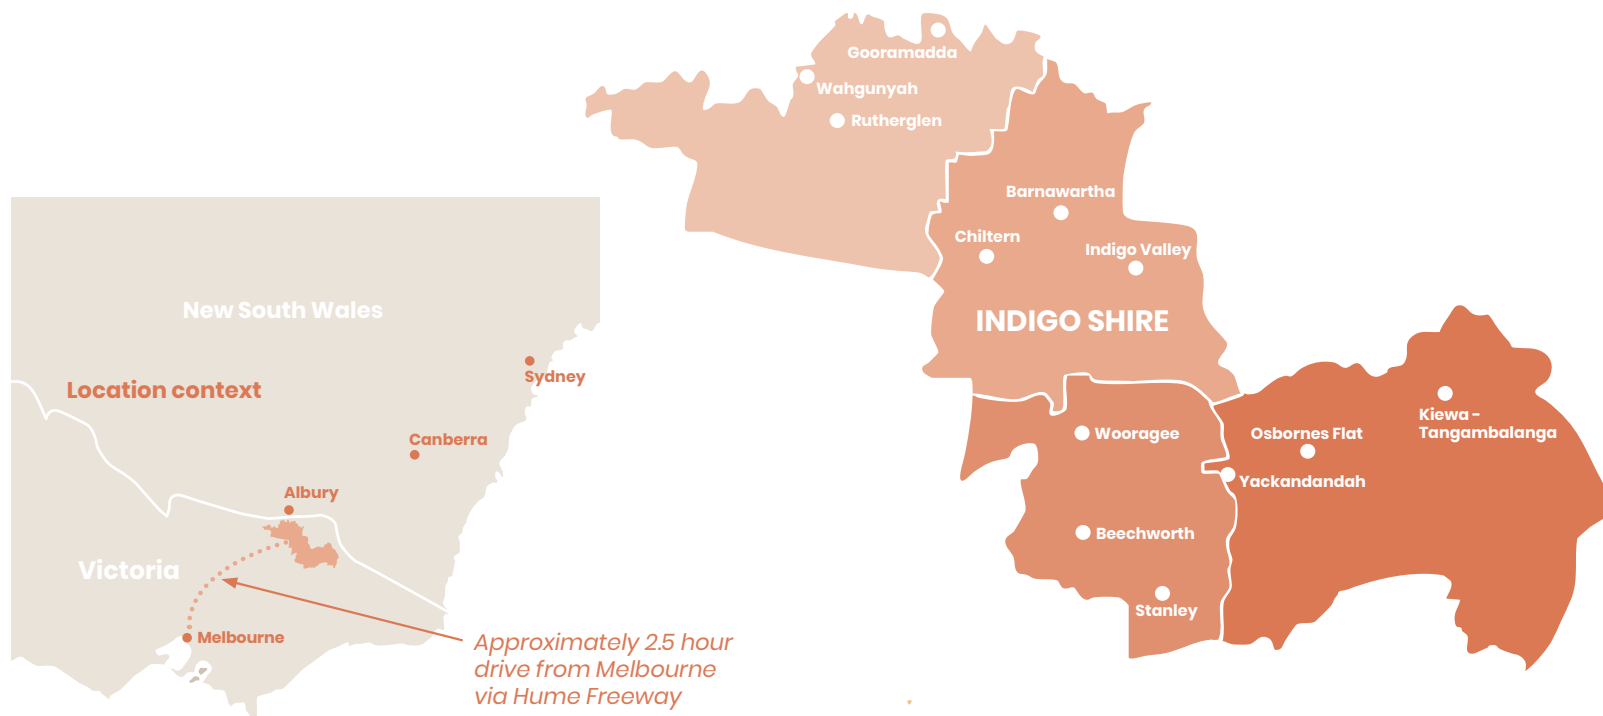 New South Wales
Location context
Sydney
Canberra
Albury
Victoria
Melbourne
Approximately 2.5 hour
drive from Melbourne
via Hume Freeway
Gooramadda
Wahgunyah
Rutherglen
Barnawartha
Chiltern
Indigo Valley
INDIGO SHIRE
Kiewa -
Tangambalanga
Wooragee
Osbornes Flat
Yackandandah
Beechworth
Stanley